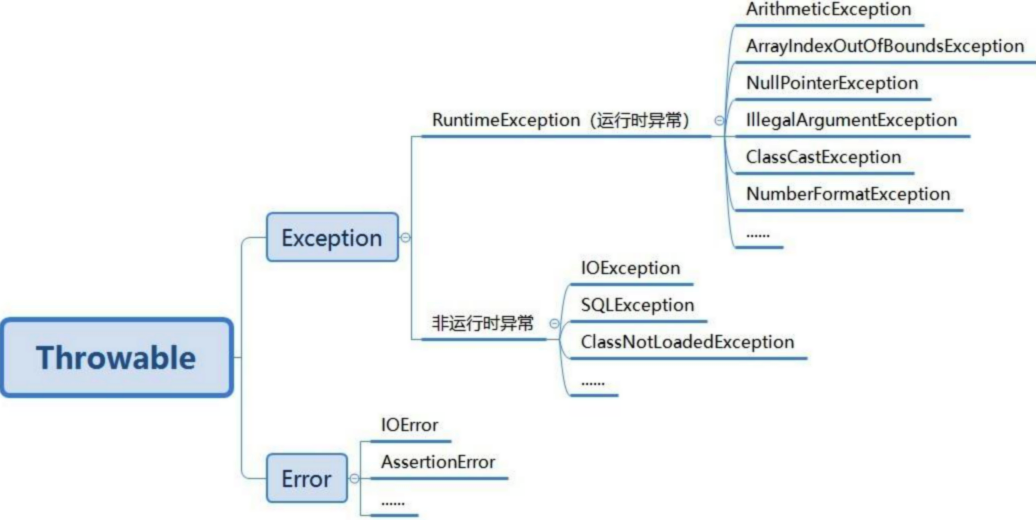 ArithmeticException
ArrayIndexOutOfBoundsException
NullPointerException
RuntimeException（运行时异常）
IllegalArgumentException
ClassCastException
NumberFormatException
......
Exception
IOException
SQLException
非运行时异常
ClassNotLoadedException
......
Throwable
IOError
AssertionError
Error
......